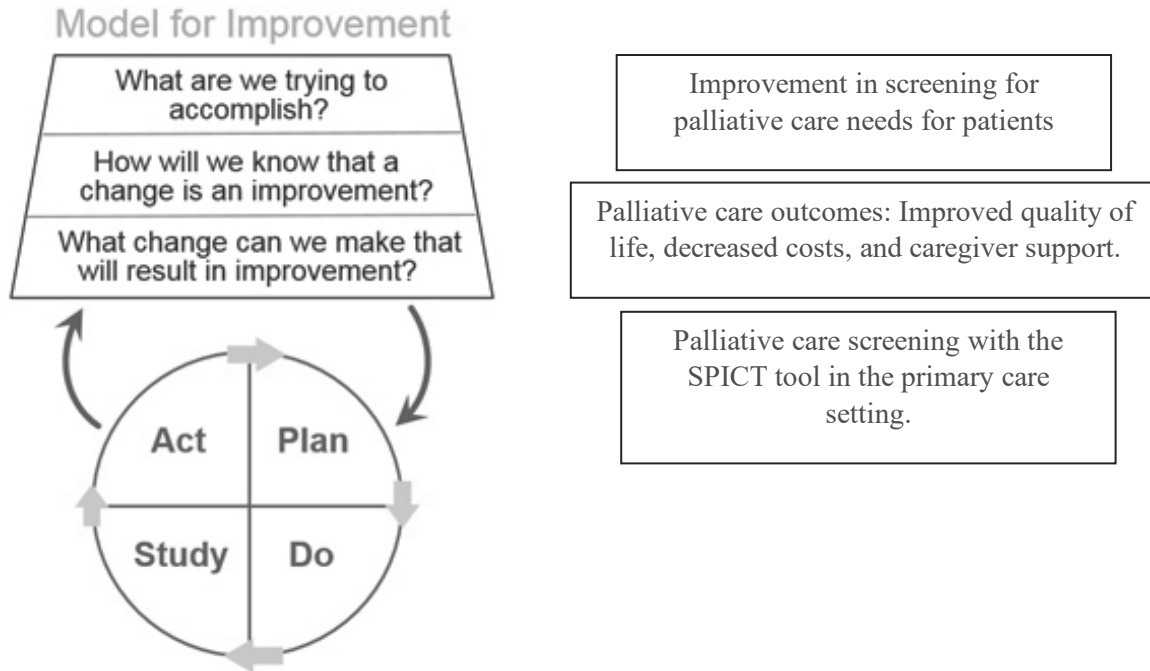 Model for Improvement
What are we trying to
accomplish?
How will we know that a
change is an improvement?
What change can we make that
will result in improvement?
Act
Plan
Study
Do
Improvement in screening for
palliative care needs for patients
Palliative care outcomes: Improved quality of
life, decreased costs, and caregiver support.
Palliative care screening with the
SPICT tool in the primary care
setting.